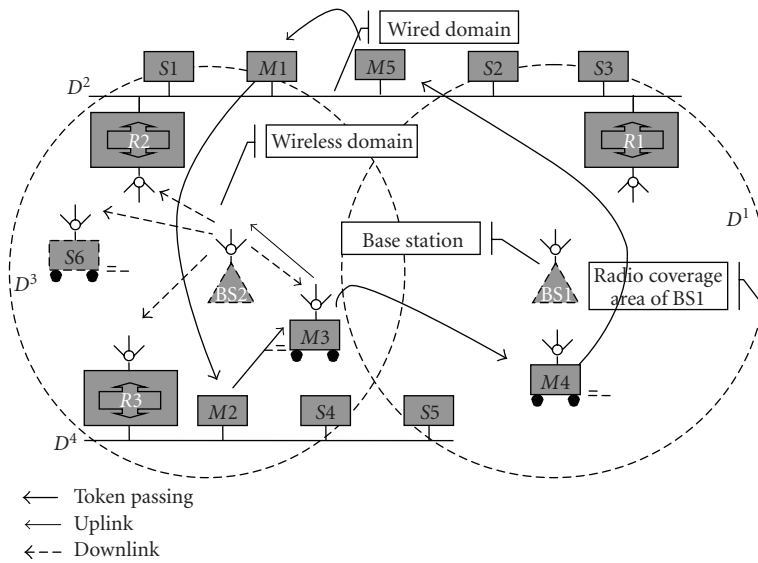 Wired domain
S1
M1
M5
S2
S3
D²
R2
Wireless domain
R1
D¹
S6
Base station
D³
BS2
BS1
Radio coverage
area of BS1
M3
M4
R3
M2
S4
S5
D⁴
Token passing
Uplink
Downlink